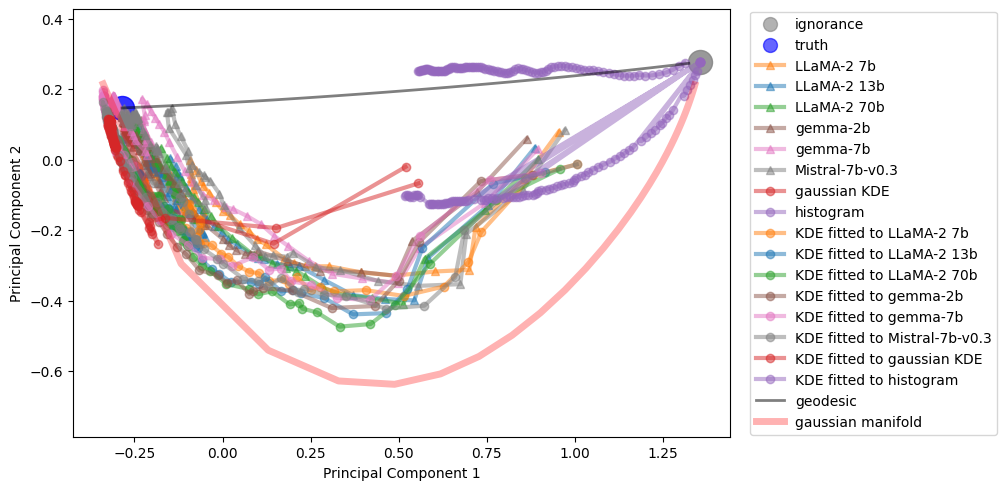 0.4
0.2
0.0
−0.2
−0.4
−0.6
Principal Component 2
−0.25
0.00
0.25
0.50
0.75
1.00
1.25
Principal Component 1
ignorance
truth
LLaMA-2 7b
LLaMA-2 13b
LLaMA-2 70b
gemma-2b
gemma-7b
Mistral-7b-v0.3
gaussian KDE
histogram
KDE fitted to LLaMA-2 7b
KDE fitted to LLaMA-2 13b
KDE fitted to LLaMA-2 70b
KDE fitted to gemma-2b
KDE fitted to gemma-7b
KDE fitted to Mistral-7b-v0.3
KDE fitted to gaussian KDE
KDE fitted to histogram
geodesic
gaussian manifold